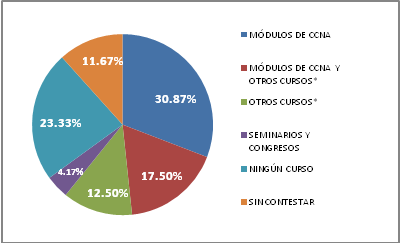 30.87%
17.50%
12.50%
4.17%
23.33%
11.67%
MÓDULOS DE CCNA
MÓDULOS DE CCNA Y
OTROS CURSOS*
OTROS CURSOS*
SEMINARIOS Y
CONGRESOS
NINGÚN CURSO
SIN CONTESTAR